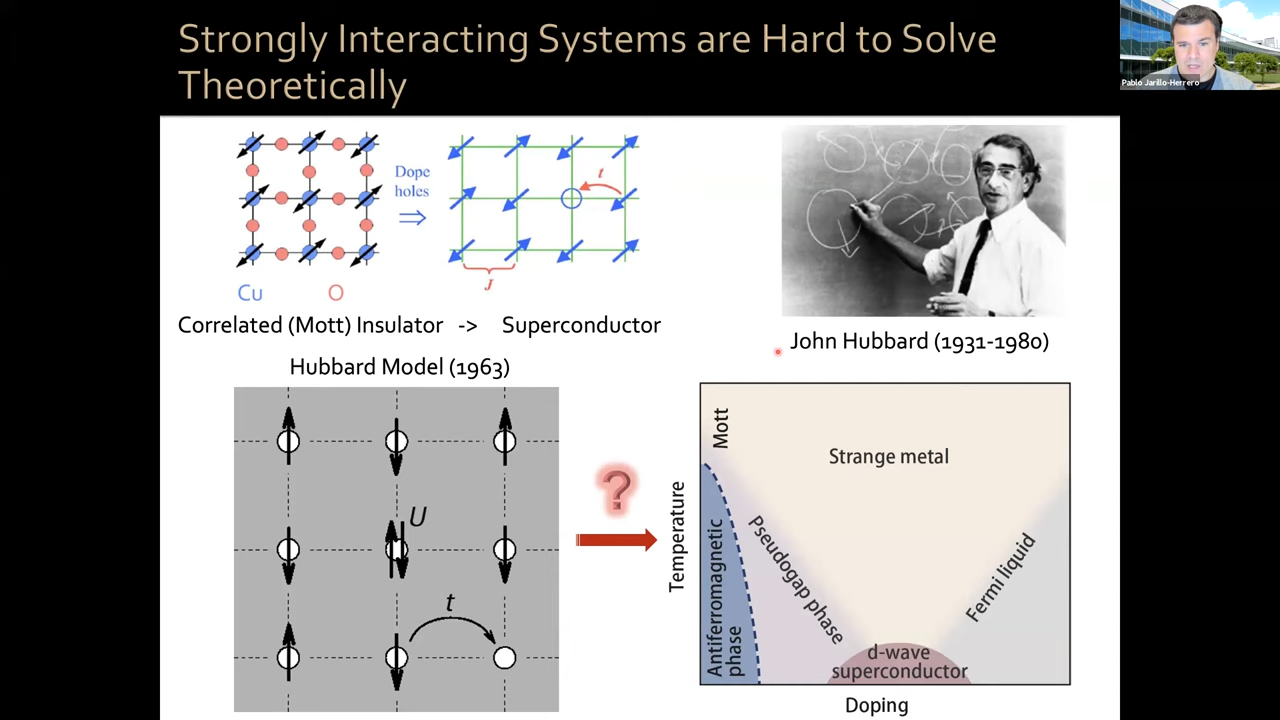 Strongly Interacting Systems are Hard to Solve
Theoretically
Pablo Jarillo-Herrero
Dope
holes
⇒
t
J
Cu
O
Correlated (Mott) Insulator -> Superconductor
John Hubbard (1931-1980)
Hubbard Model (1963)
U
t
?
Temperature
Mott
Strange metal
Antiferromagnetic
phase
Pseudogap phase
Fermi liquid
d-wave
superconductor
Doping